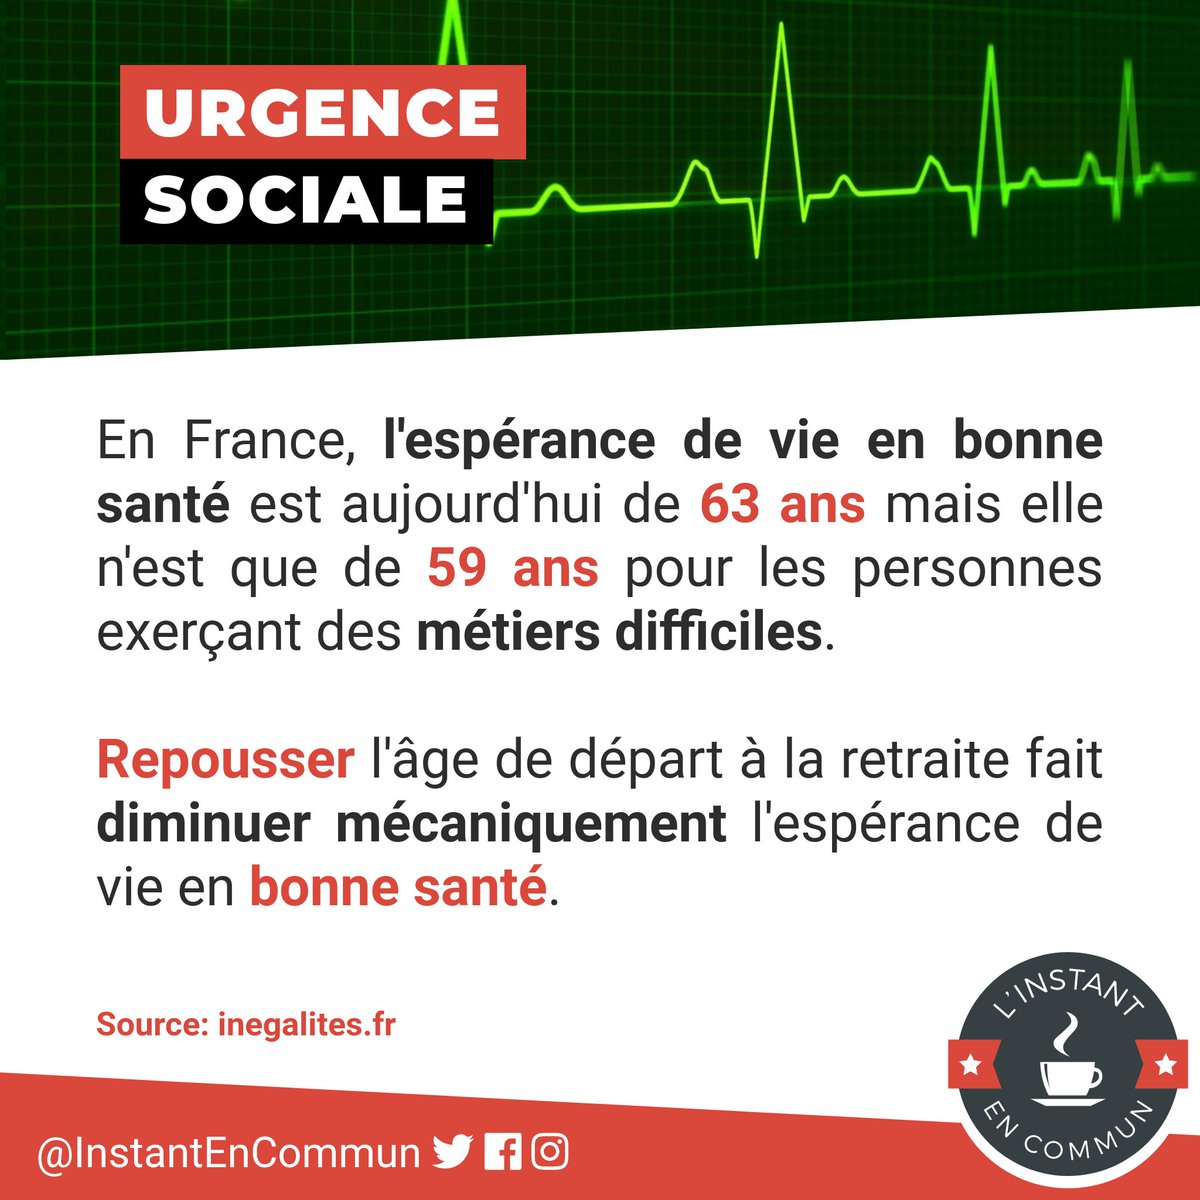 URGENCE
SOCIALE
En France, l'espérance de vie en bonne
santé est aujourd'hui de 63 ans mais elle
n'est que de 59 ans pour les personnes
exerçant des métiers difficiles.
Repousser l'âge de départ à la retraite fait
diminuer mécaniquement l'espérance de
vie en bonne santé.
Source: inegalites.fr
L'INSTANT
EN COMMUN
@InstantEnCommun